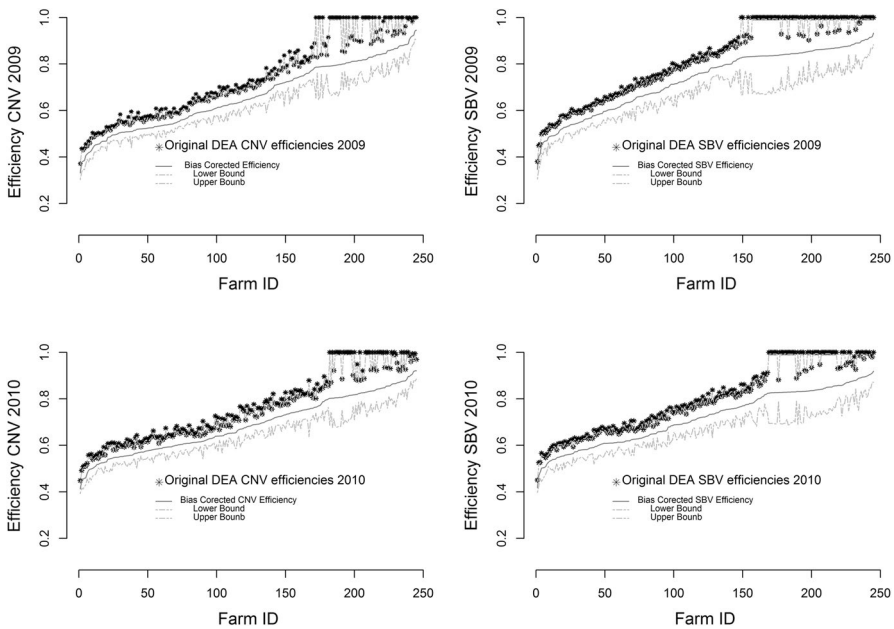 Efficiency CNV 2009
1.0
0.8
0.6
0.4
0.2
Original DEA CNV efficiencies 2009
Bias Corected Efficiency
Lower Bound
Upper Bounb
0 50 100 150 200 250
Farm ID
Efficiency SBV 2009
1.0
0.8
0.6
0.4
0.2
Original DEA SBV efficiencies 2009
Bias Corected SBV Efficiency
Lower Bound
Upper Bounb
0 50 100 150 200 250
Farm ID
Efficiency CNV 2010
1.0
0.8
0.6
0.4
0.2
Original DEA CNV efficiencies 2010
Bias Corected CNV Efficiency
Lower Bound
Upper Bounb
0 50 100 150 200 250
Farm ID
Efficiency SBV 2010
1.0
0.8
0.6
0.4
0.2
Original DEA SBV efficiencies 2010
Bias Corected SBV Efficiency
Lower Bound
Upper Bounb
0 50 100 150 200 250
Farm ID